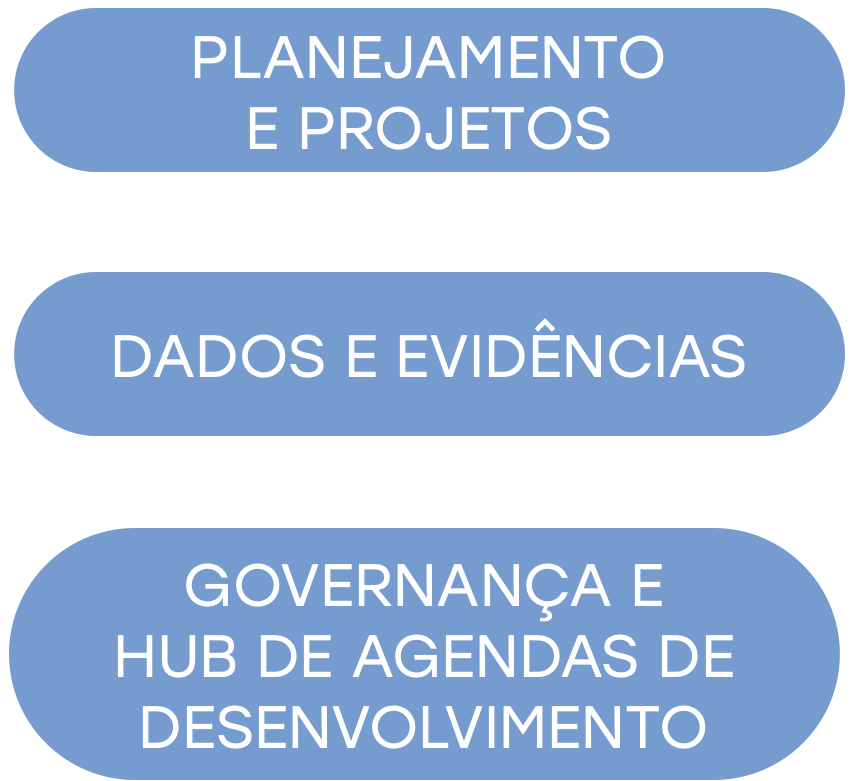 PLANEJAMENTO
E PROJETOS
DADOS E EVIDÊNCIAS
GOVERNANÇA E
HUB DE AGENDAS DE
DESENVOLVIMENTO